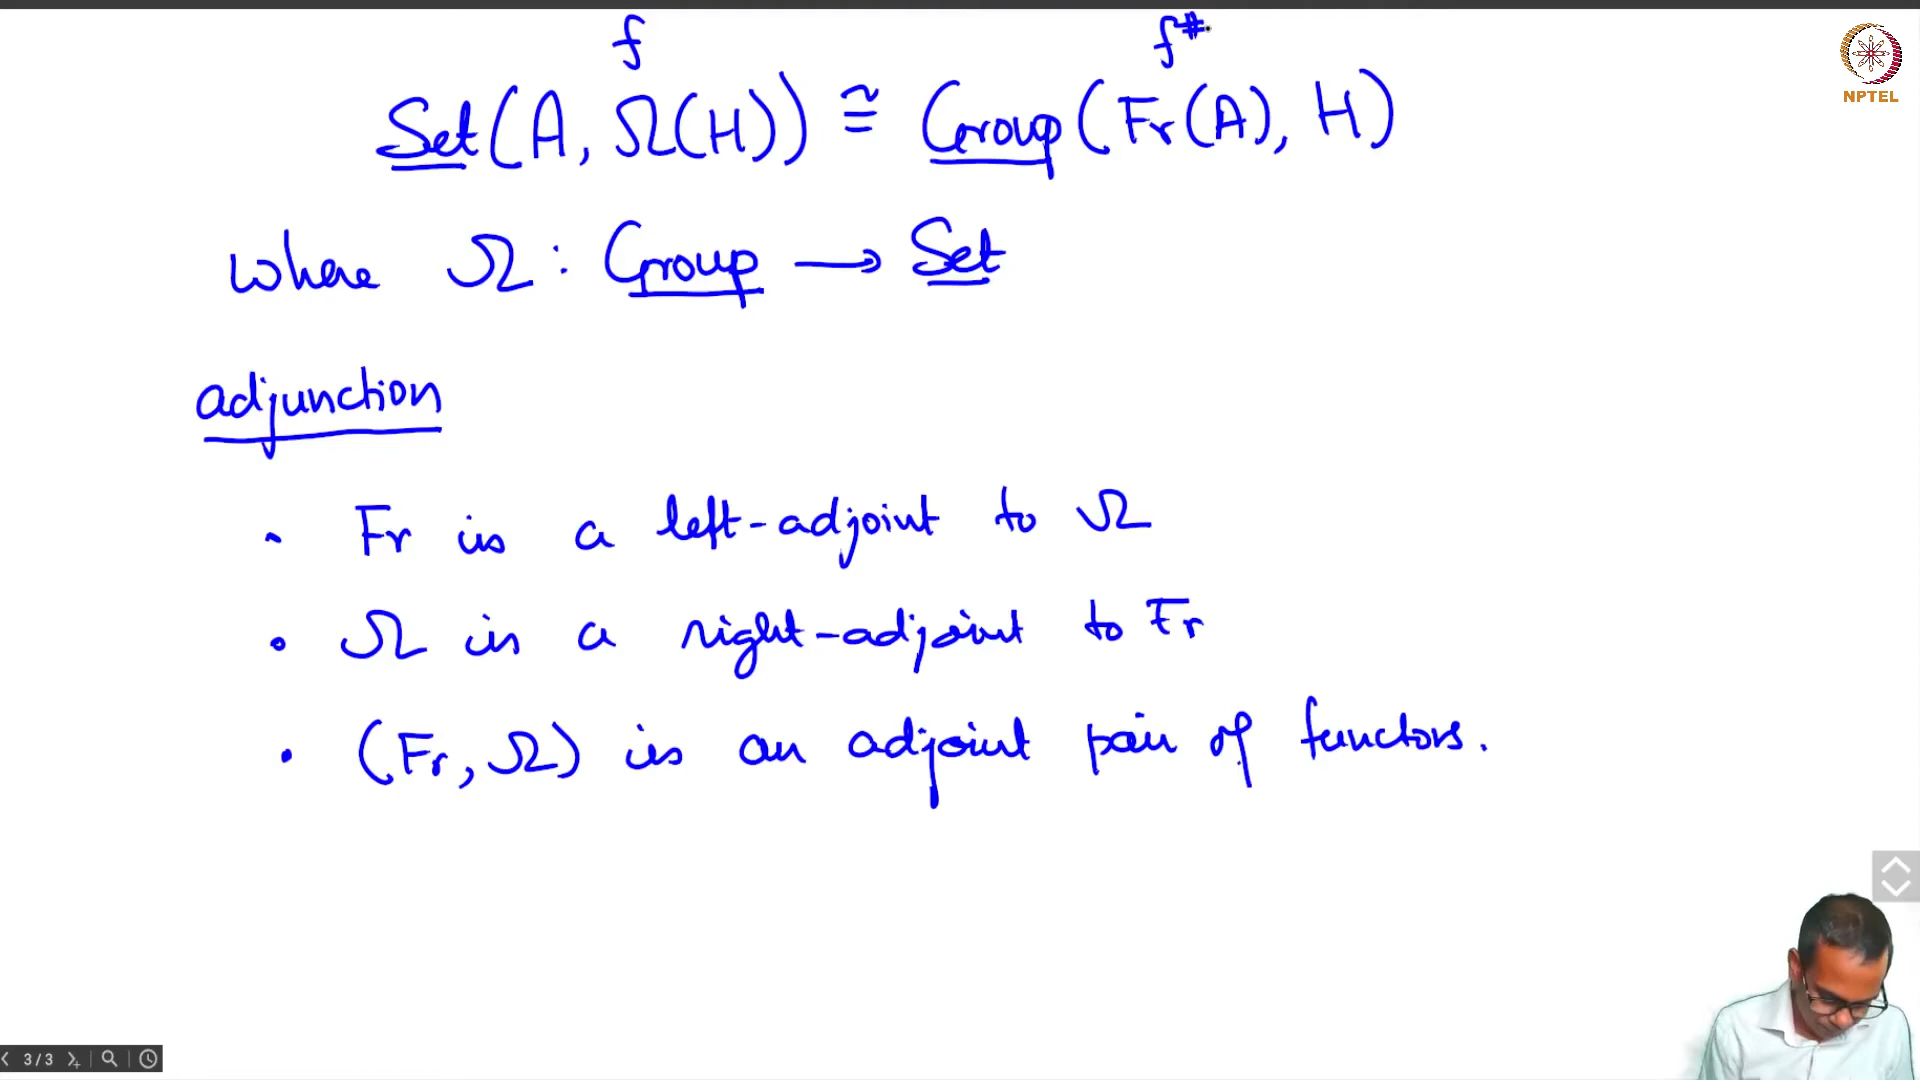 f f#
Set(A, Ω(H)) ≅ Group(Fr(A), H)
where Ω : Group → Set
adjunction
• Fr is a left-adjoint to Ω
• Ω is a right-adjoint to Fr
• (Fr, Ω) is an adjoint pair of functors.
NPTEL
3/3